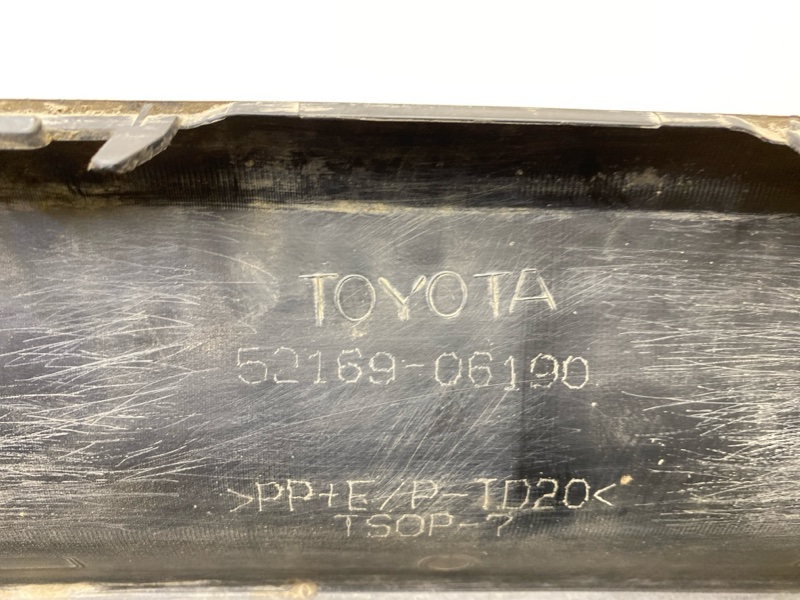 TOYOTA
52169-06190
>PP+E/P-TD20<
TSOP-7